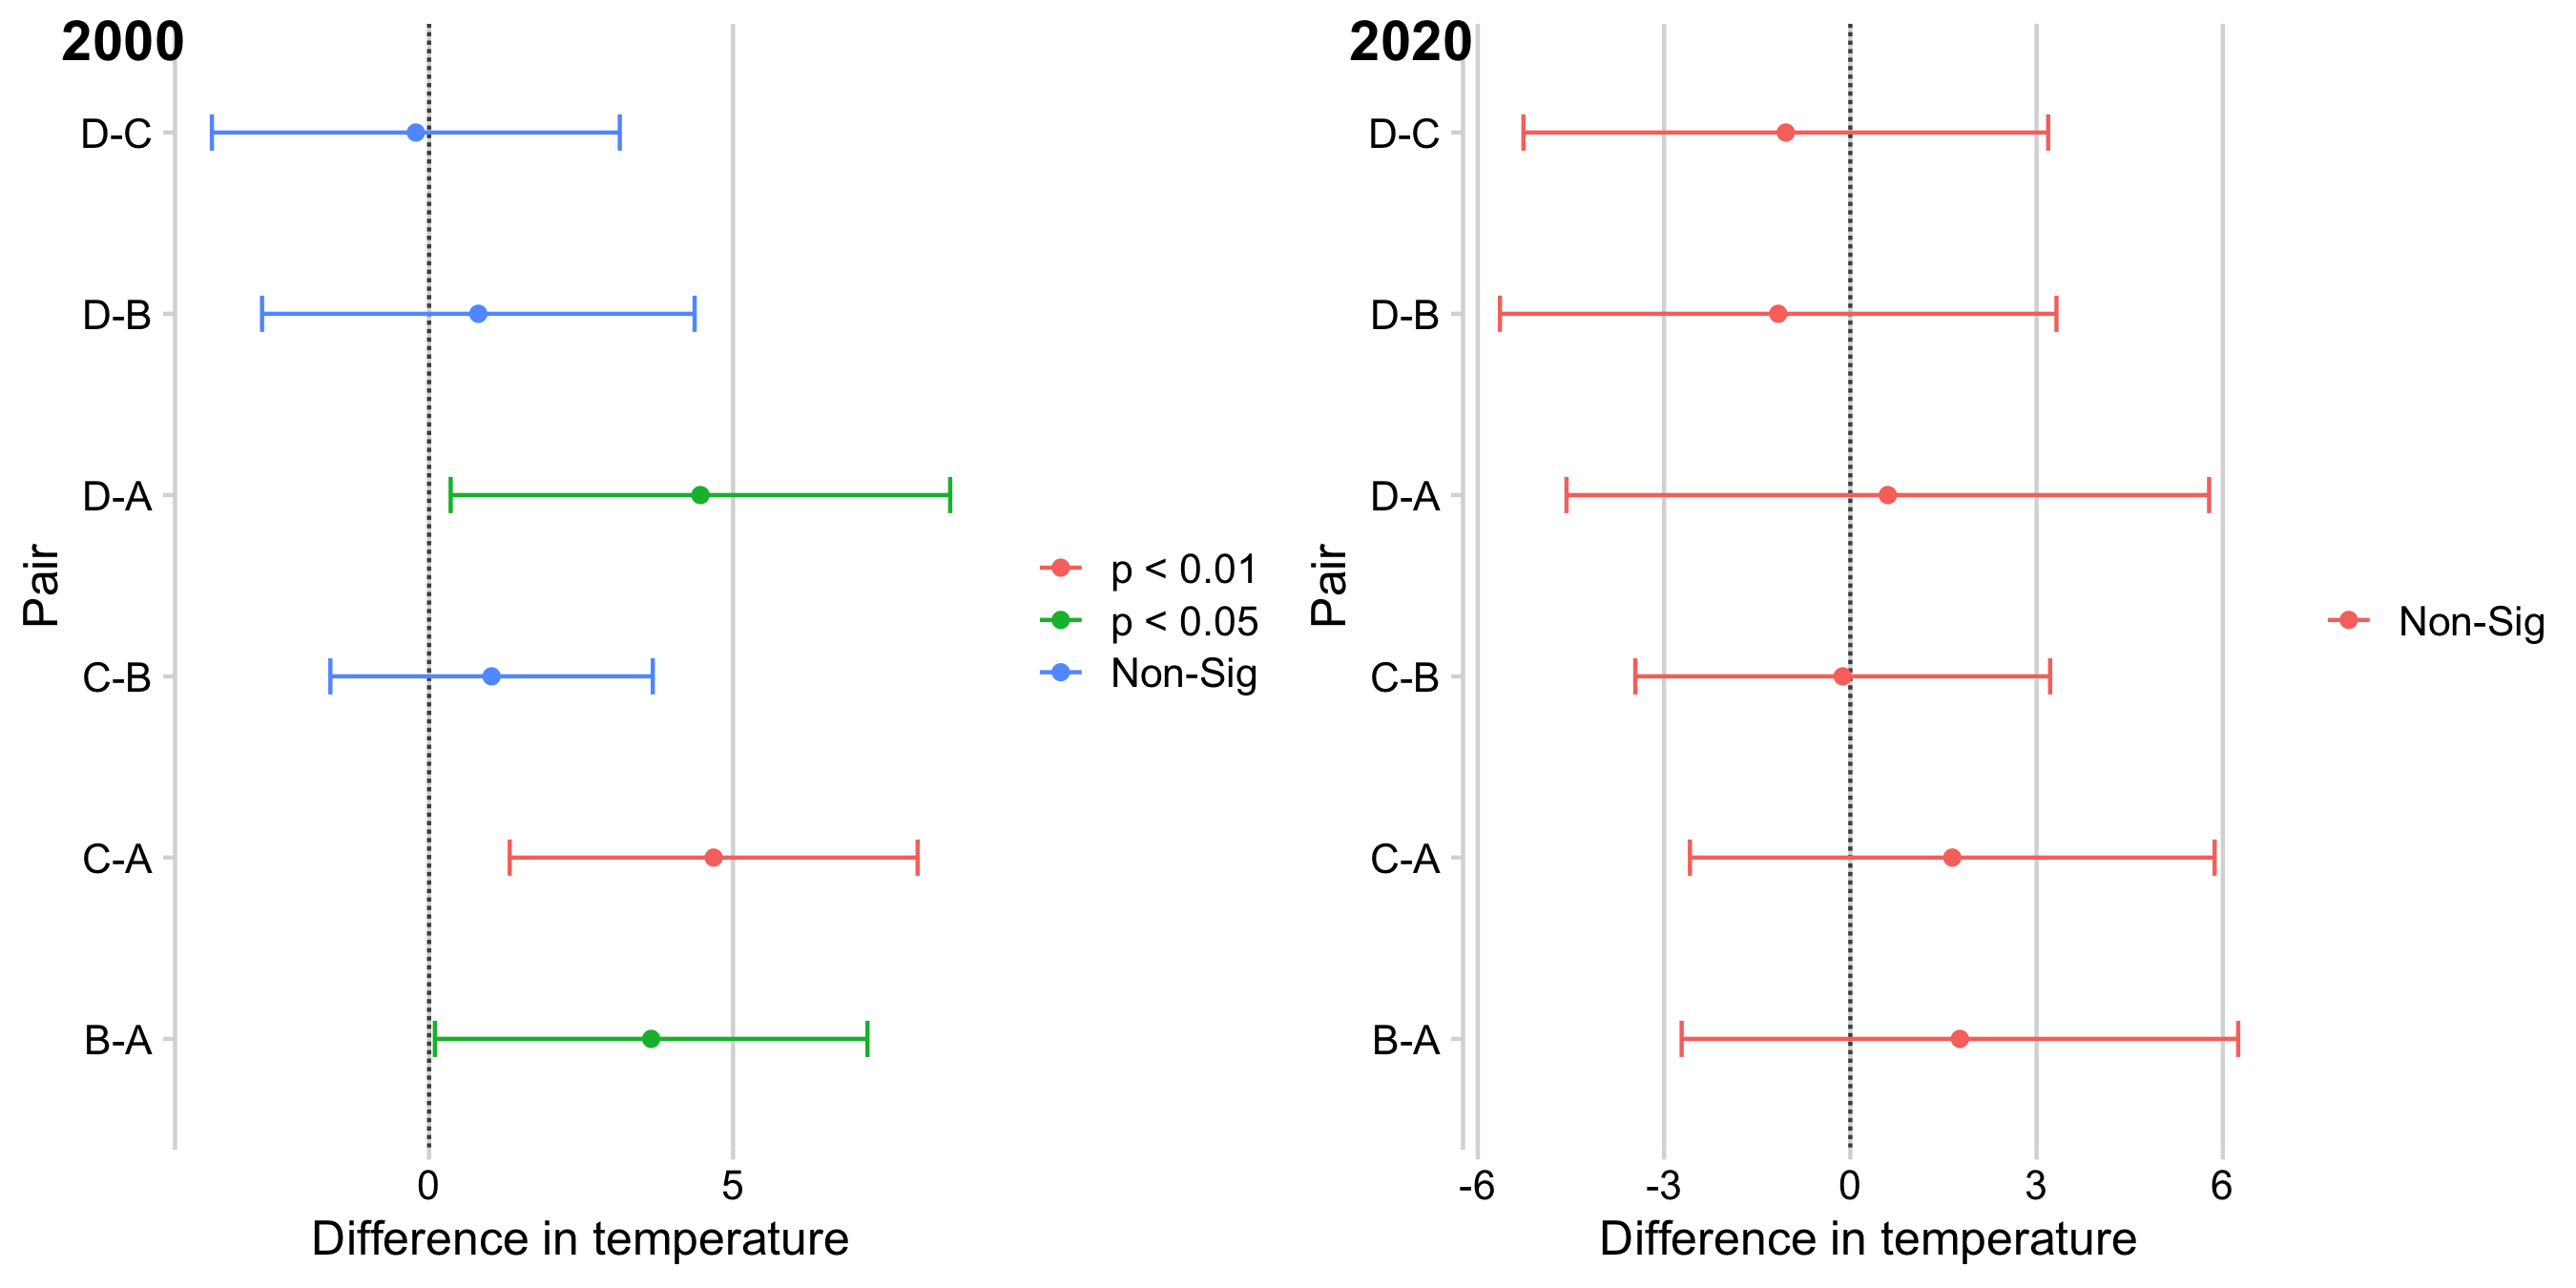 2000
D-C
D-B
D-A
C-B
C-A
B-A
Pair
0 5
Difference in temperature
p < 0.01
p < 0.05
Non-Sig
2020
D-C
D-B
D-A
C-B
C-A
B-A
Pair
-6 -3 0 3 6
Difference in temperature
Non-Sig